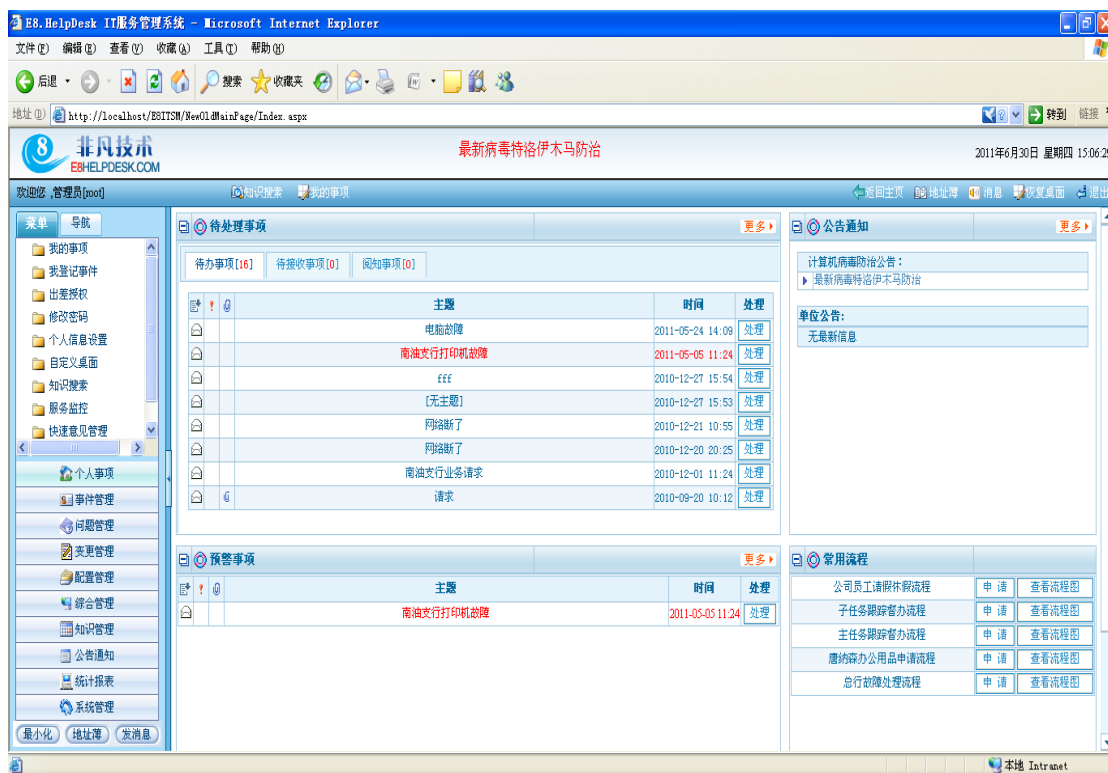 E8.HelpDesk IT服务管理系统 - Microsoft Internet Explorer
文件(F) 编辑(E) 查看(V) 收藏(A) 工具(T) 帮助(H)
后退 搜索 收藏夹
地址(D) http://localhost/E8ITSM/NewOldMainPage/Index.aspx 转到 链接
8 非凡技术 最新病毒特洛伊木马防治 2011年6月30日 星期四 15:06:29
E8HELPDESK.COM
欢迎您 ,管理员[root] 知识搜索 我的事项 返回主页 地址薄 消息 恢复桌面 退出
菜单 导航
我的事项
我登记事件
出差授权
修改密码
个人信息设置
自定义桌面
知识搜索
服务监控
快速意见管理
个人事项
事件管理
问题管理
变更管理
配置管理
综合管理
知识管理
公告通知
统计报表
系统管理
最小化 地址薄 发消息
待处理事项 更多
待办事项[16] 待接收事项[0] 阅知事项[0]
主题 时间 处理
电脑故障 2011-05-24 14:09 处理
南油支行打印机故障 2011-05-05 11:24 处理
fff 2010-12-27 15:54 处理
[无主题] 2010-12-27 15:53 处理
网络断了 2010-12-21 10:55 处理
网络断了 2010-12-20 20:25 处理
南油支行业务请求 2010-12-01 11:24 处理
请求 2010-09-20 10:12 处理
预警事项 更多
主题 时间 处理
南油支行打印机故障 2011-05-05 11:24 处理
公告通知 更多
计算机病毒防治公告:
最新病毒特洛伊木马防治
单位公告:
无最新信息
常用流程
公司员工请假休假流程 申 请 查看流程图
子任务跟踪督办流程 申 请 查看流程图
主任务跟踪督办流程 申 请 查看流程图
唐纳森办公用品申请流程 申 请 查看流程图
总行故障处理流程 申 请 查看流程图
本地 Intranet